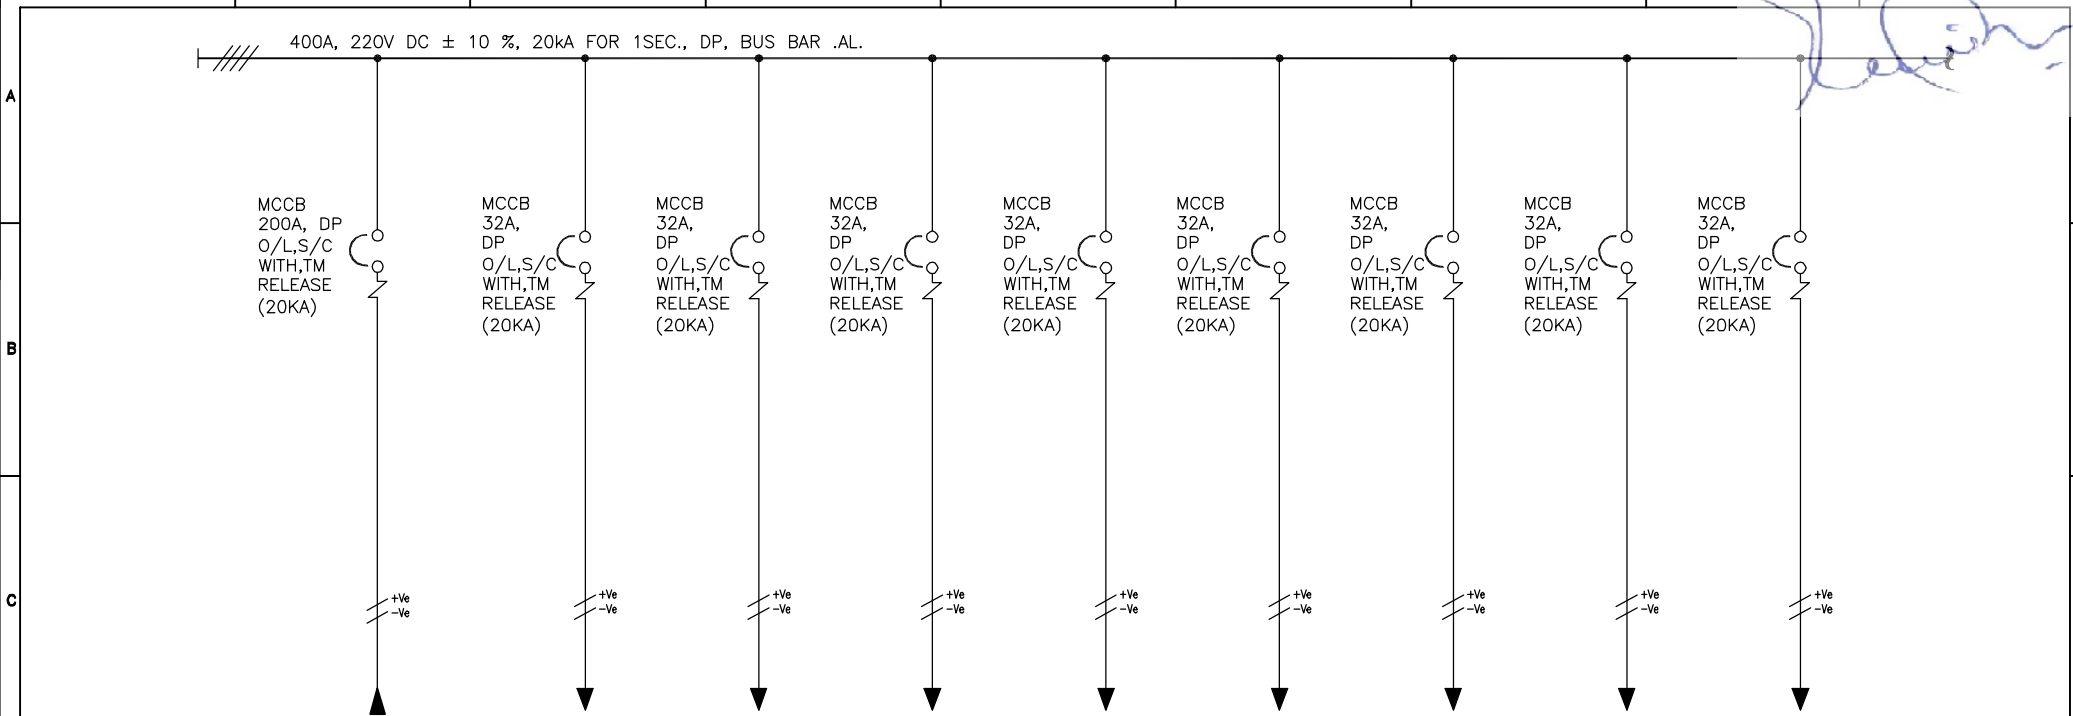 400A, 220V DC ± 10 %, 20kA FOR 1SEC., DP, BUS BAR .AL.
A
MCCB
200A, DP
O/L,S/C
WITH,TM
RELEASE
(20KA)
MCCB
32A,
DP
O/L,S/C
WITH,TM
RELEASE
(20KA)
MCCB
32A,
DP
O/L,S/C
WITH,TM
RELEASE
(20KA)
MCCB
32A,
DP
O/L,S/C
WITH,TM
RELEASE
(20KA)
MCCB
32A,
DP
O/L,S/C
WITH,TM
RELEASE
(20KA)
MCCB
32A,
DP
O/L,S/C
WITH,TM
RELEASE
(20KA)
MCCB
32A,
DP
O/L,S/C
WITH,TM
RELEASE
(20KA)
MCCB
32A,
DP
O/L,S/C
WITH,TM
RELEASE
(20KA)
MCCB
32A,
DP
O/L,S/C
WITH,TM
RELEASE
(20KA)
B
C
+Ve
-Ve
+Ve
-Ve
+Ve
-Ve
+Ve
-Ve
+Ve
-Ve
+Ve
-Ve
+Ve
-Ve
+Ve
-Ve
+Ve
-Ve